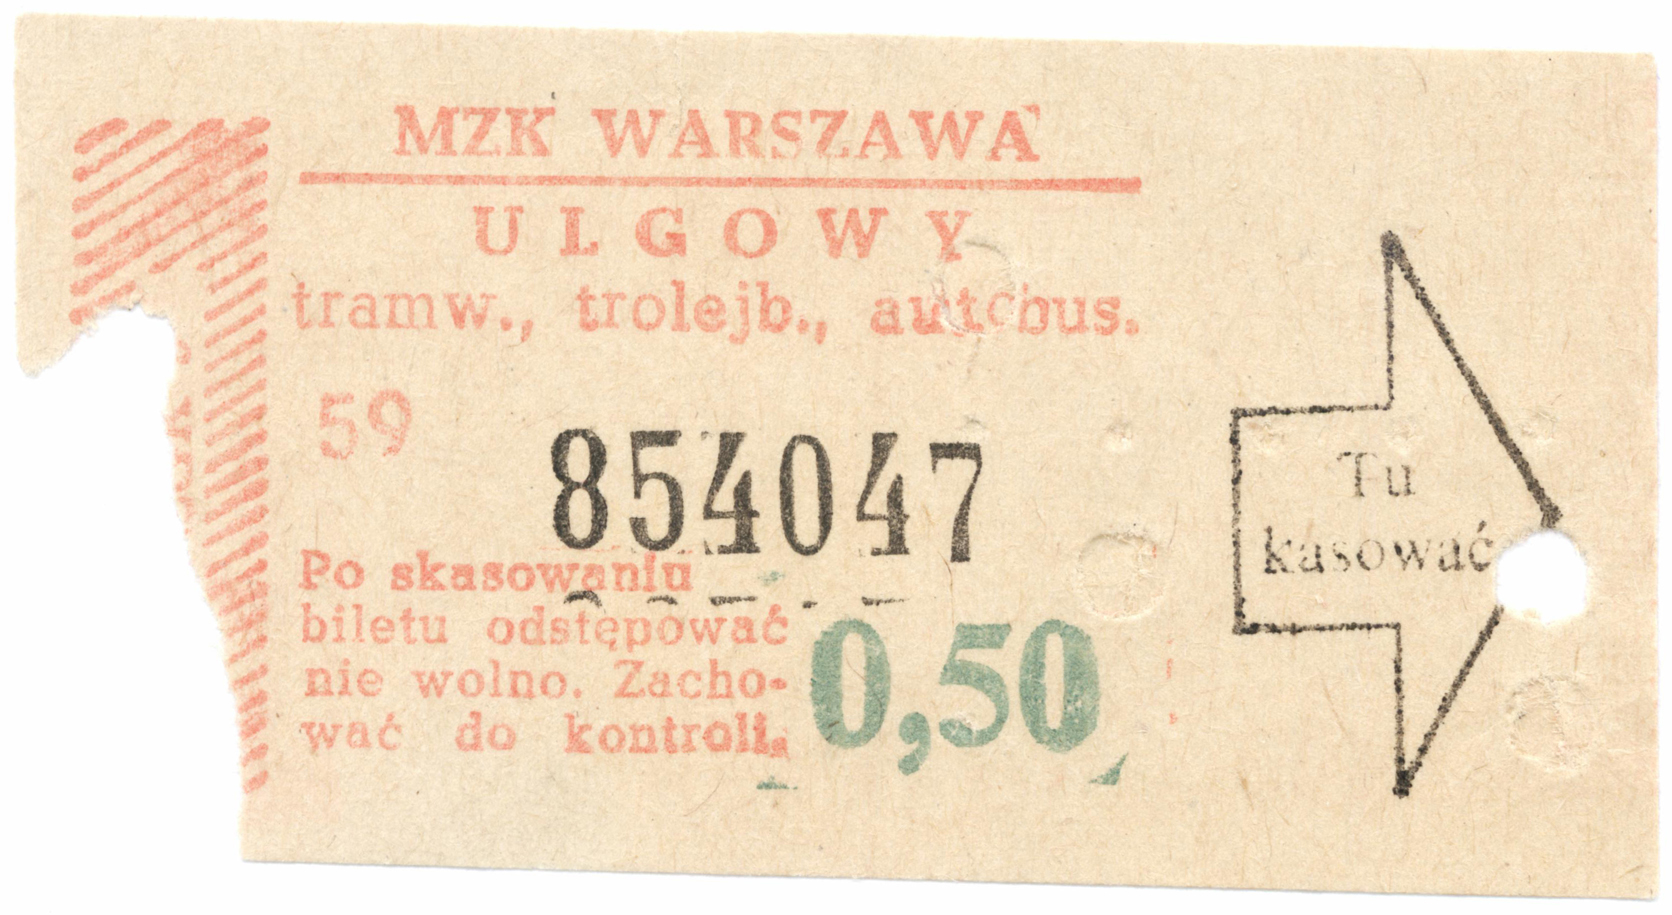 MZK WARSZAWA
ULGOWY
tramw., trolejb., autobus.
59
854047
Po skasowaniu
biletu odstępować
nie wolno. Zacho-
wać do kontroli.
0,50
Tu
kasować